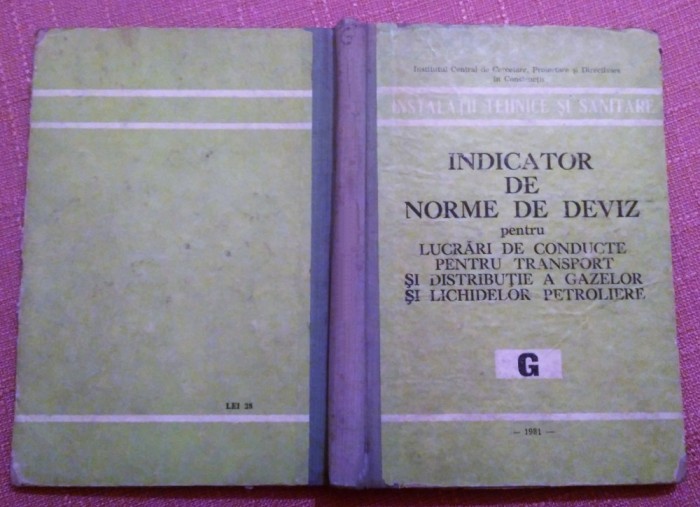 Institutul Central de Cercetare, Proiectare și Directivare
în Construcții
INSTALAȚII TEHNICE ȘI SANITARE
INDICATOR
DE
NORME DE DEVIZ
pentru
LUCRĂRI DE CONDUCTE
PENTRU TRANSPORT
ȘI DISTRIBUȚIE A GAZELOR
ȘI LICHIDELOR PETROLIERE
G
— 1981 —
LEI 28
G